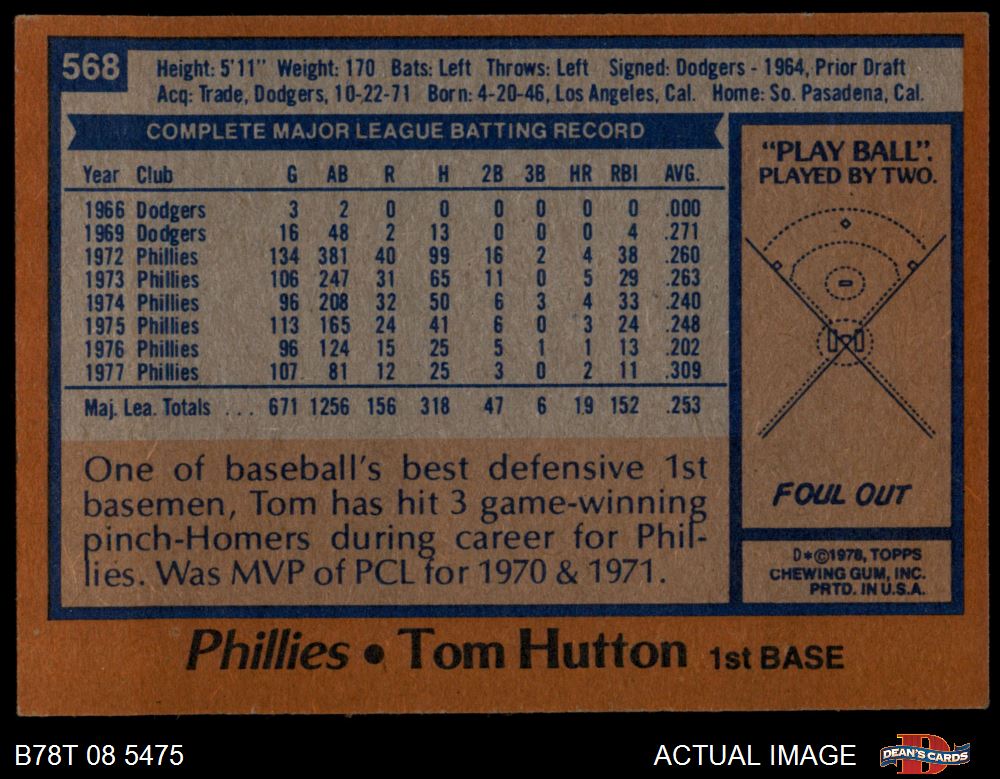 568
Height: 5'11" Weight: 170 Bats: Left Throws: Left Signed: Dodgers - 1964, Prior Draft
Acq: Trade, Dodgers, 10-22-71 Born: 4-20-46, Los Angeles, Cal. Home: So. Pasadena, Cal.
COMPLETE MAJOR LEAGUE BATTING RECORD
Year Club G AB R H 2B 3B HR RBI AVG.
1966 Dodgers 3 2 0 0 0 0 0 0 .000
1969 Dodgers 16 48 2 13 0 0 0 4 .271
1972 Phillies 134 381 40 99 16 2 4 38 .260
1973 Phillies 106 247 31 65 11 0 5 29 .263
1974 Phillies 96 208 32 50 6 3 4 33 .240
1975 Phillies 113 165 24 41 6 0 3 24 .248
1976 Phillies 96 124 15 25 5 1 1 13 .202
1977 Phillies 107 81 12 25 3 0 2 11 .309
Maj. Lea. Totals ... 671 1256 156 318 47 6 19 152 .253
One of baseball's best defensive 1st
basemen, Tom has hit 3 game-winning
pinch-Homers during career for Phil-
lies. Was MVP of PCL for 1970 & 1971.
"PLAY BALL".
PLAYED BY TWO.
FOUL OUT
D*©1978, TOPPS
CHEWING GUM, INC.
PRTD. IN U.S.A.
Phillies • Tom Hutton 1st BASE
B78T 08 5475
ACTUAL IMAGE
DEAN'S CARDS